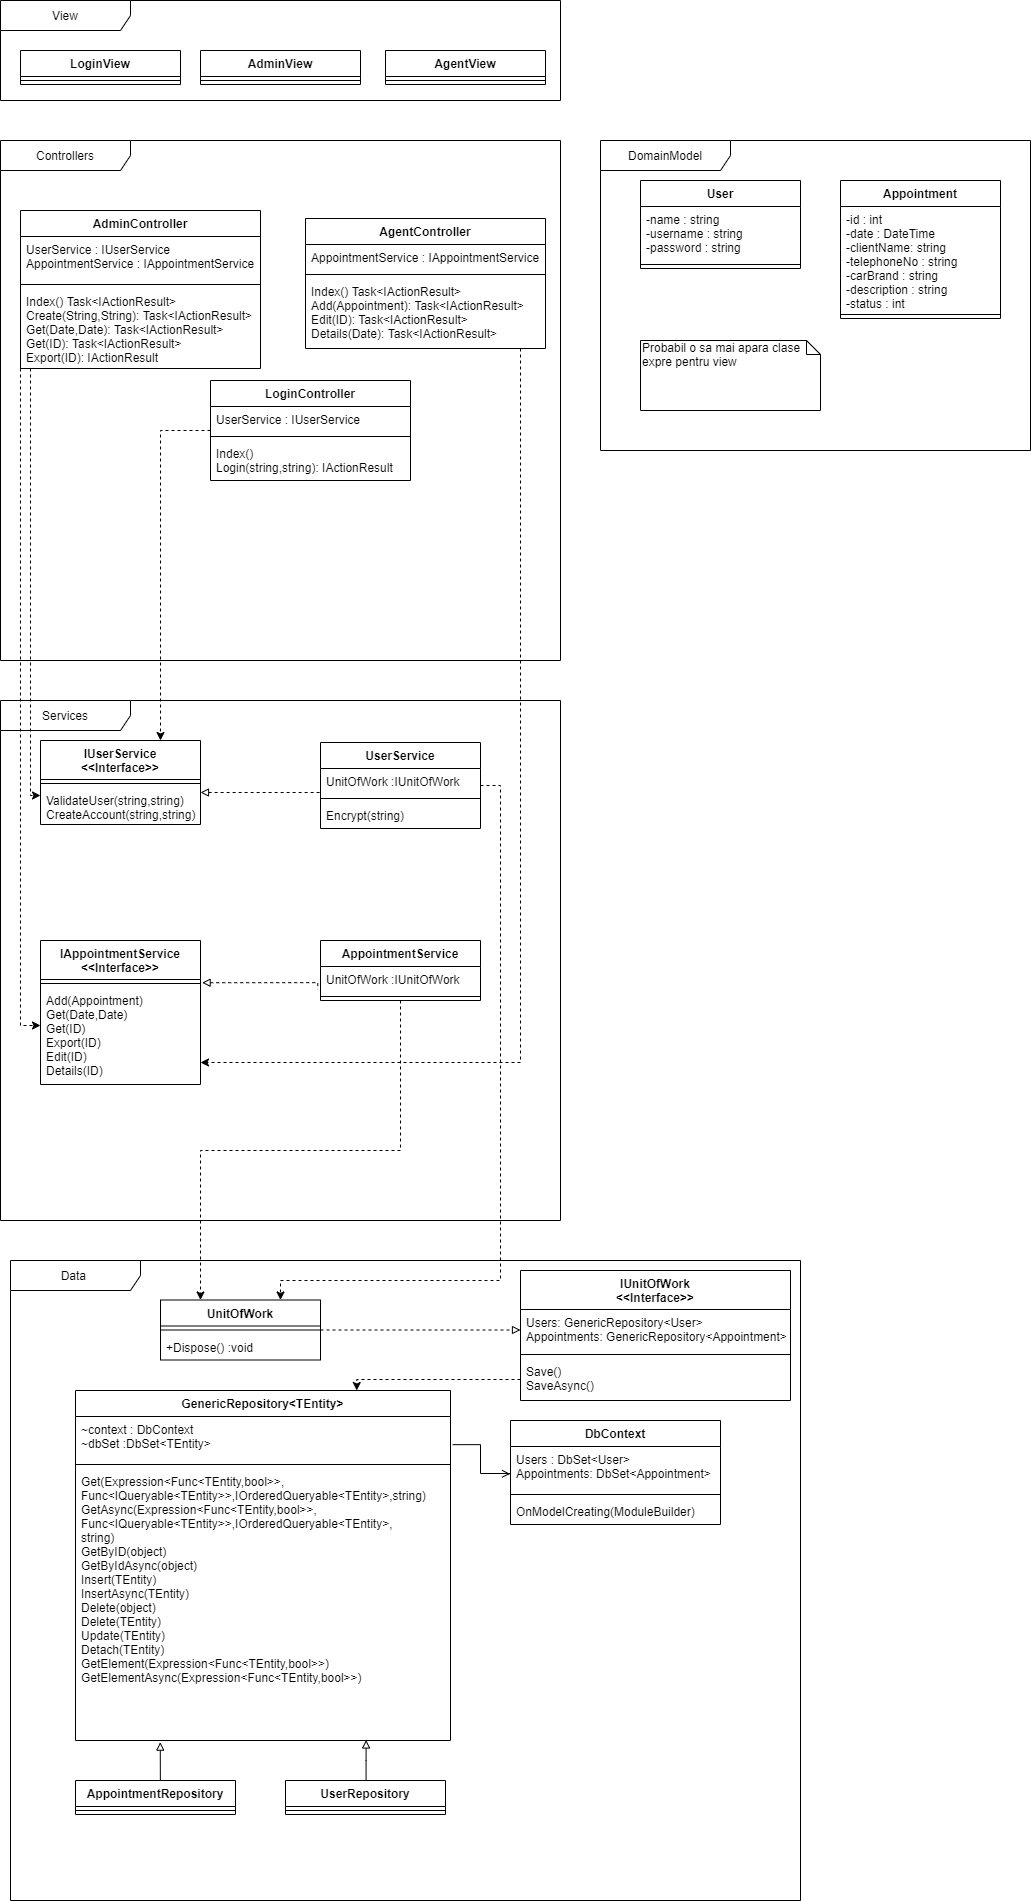 View
LoginView
AdminView
AgentView
Controllers
AdminController
UserService : IUserService
AppointmentService : IAppointmentService
Index() Task<IActionResult>
Create(String,String): Task<IActionResult>
Get(Date,Date): Task<IActionResult>
Get(ID): Task<IActionResult>
Export(ID): IActionResult
AgentController
AppointmentService : IAppointmentService
Index() Task<IActionResult>
Add(Appointment): Task<IActionResult>
Edit(ID): Task<IActionResult>
Details(Date): Task<IActionResult>
LoginController
UserService : IUserService
Index()
Login(string,string): IActionResult
DomainModel
User
-name : string
-username : string
-password : string
Appointment
-id : int
-date : DateTime
-clientName: string
-telephoneNo : string
-carBrand : string
-description : string
-status : int
Probabil o sa mai apara clase
expre pentru view
Services
IUserService
<<Interface>>
ValidateUser(string,string)
CreateAccount(string,string)
UserService
UnitOfWork :IUnitOfWork
Encrypt(string)
IAppointmentService
<<Interface>>
Add(Appointment)
Get(Date,Date)
Get(ID)
Export(ID)
Edit(ID)
Details(ID)
AppointmentService
UnitOfWork :IUnitOfWork
Data
UnitOfWork
+Dispose() :void
IUnitOfWork
<<Interface>>
Users: GenericRepository<User>
Appointments: GenericRepository<Appointment>
Save()
SaveAsync()
GenericRepository<TEntity>
~context : DbContext
~dbSet :DbSet<TEntity>
Get(Expression<Func<TEntity,bool>>,
Func<IQueryable<TEntity>>,IOrderedQueryable<TEntity>,string)
GetAsync(Expression<Func<TEntity,bool>>,
Func<IQueryable<TEntity>>,IOrderedQueryable<TEntity>,
string)
GetByID(object)
GetByIdAsync(object)
Insert(TEntity)
InsertAsync(TEntity)
Delete(object)
Delete(TEntity)
Update(TEntity)
Detach(TEntity)
GetElement(Expression<Func<TEntity,bool>>)
GetElementAsync(Expression<Func<TEntity,bool>>)
DbContext
Users : DbSet<User>
Appointments: DbSet<Appointment>
OnModelCreating(ModuleBuilder)
AppointmentRepository
UserRepository